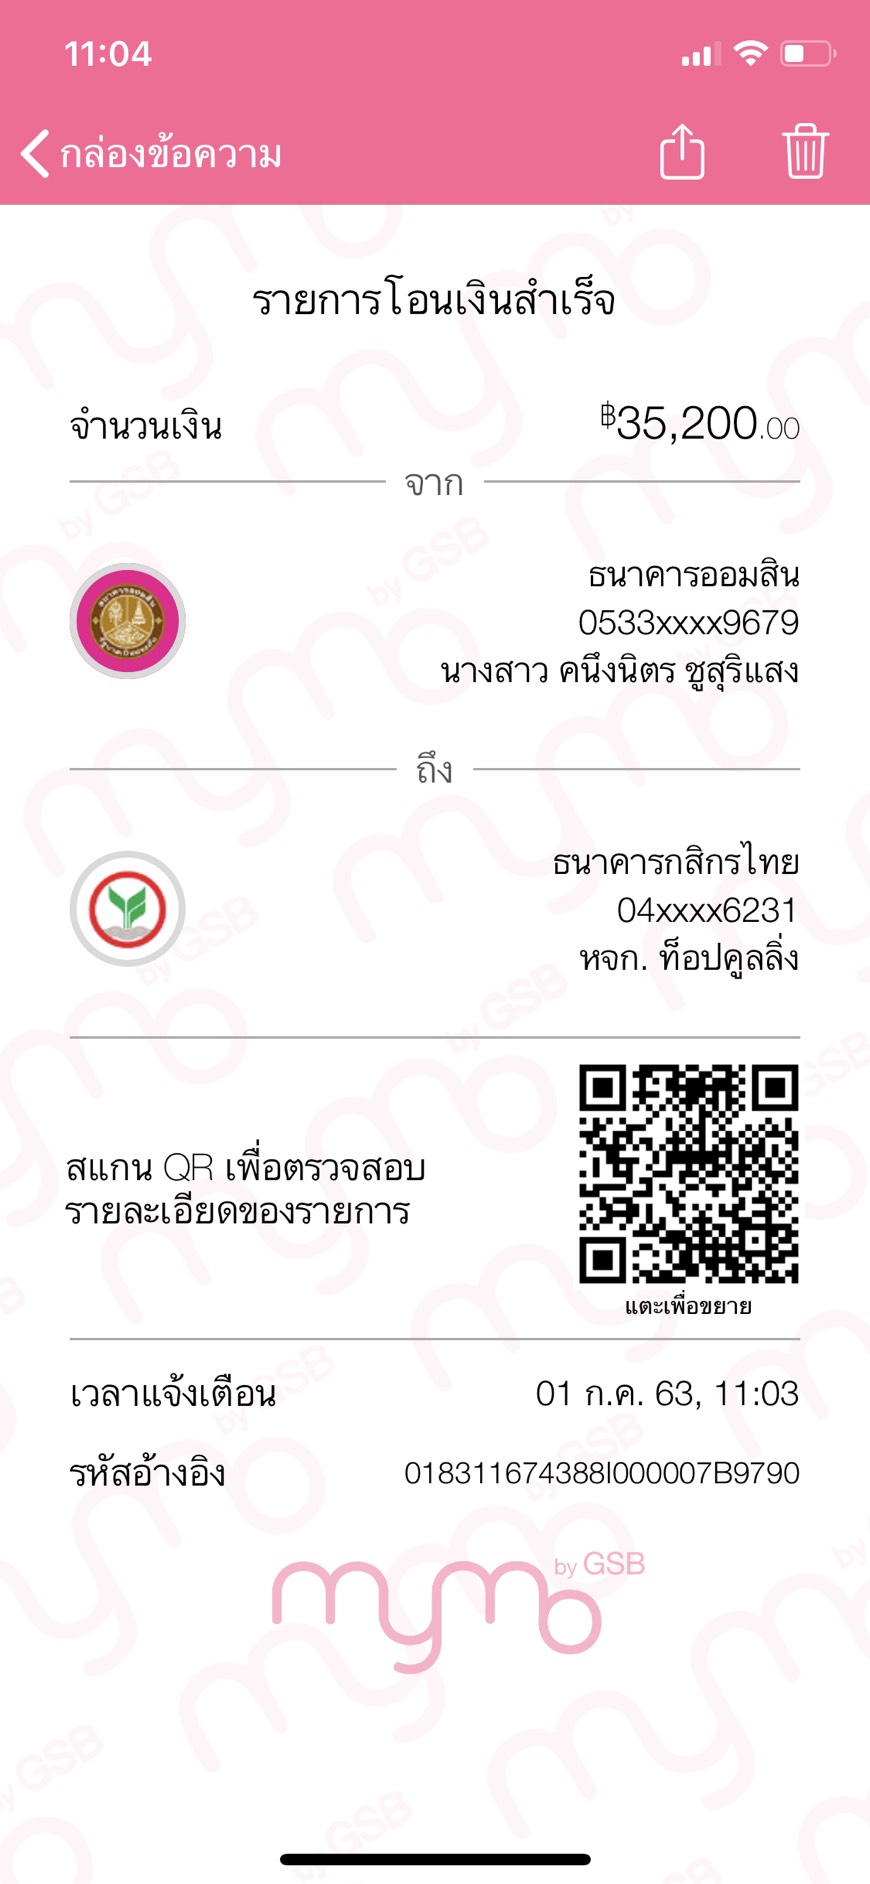 11:04
กล่องข้อความ
รายการโอนเงินสำเร็จ
จำนวนเงิน ฿35,200.00
จาก
ธนาคารออมสิน
0533xxxx9679
นางสาว คนึงนิตร ชูสุริแสง
ถึง
ธนาคารกสิกรไทย
04xxxx6231
หจก. ท็อปคูลลิ่ง
สแกน QR เพื่อตรวจสอบ
รายละเอียดของรายการ
แตะเพื่อขยาย
เวลาแจ้งเตือน 01 ก.ค. 63, 11:03
รหัสอ้างอิง 018311674388I000007B9790
mymo by GSB